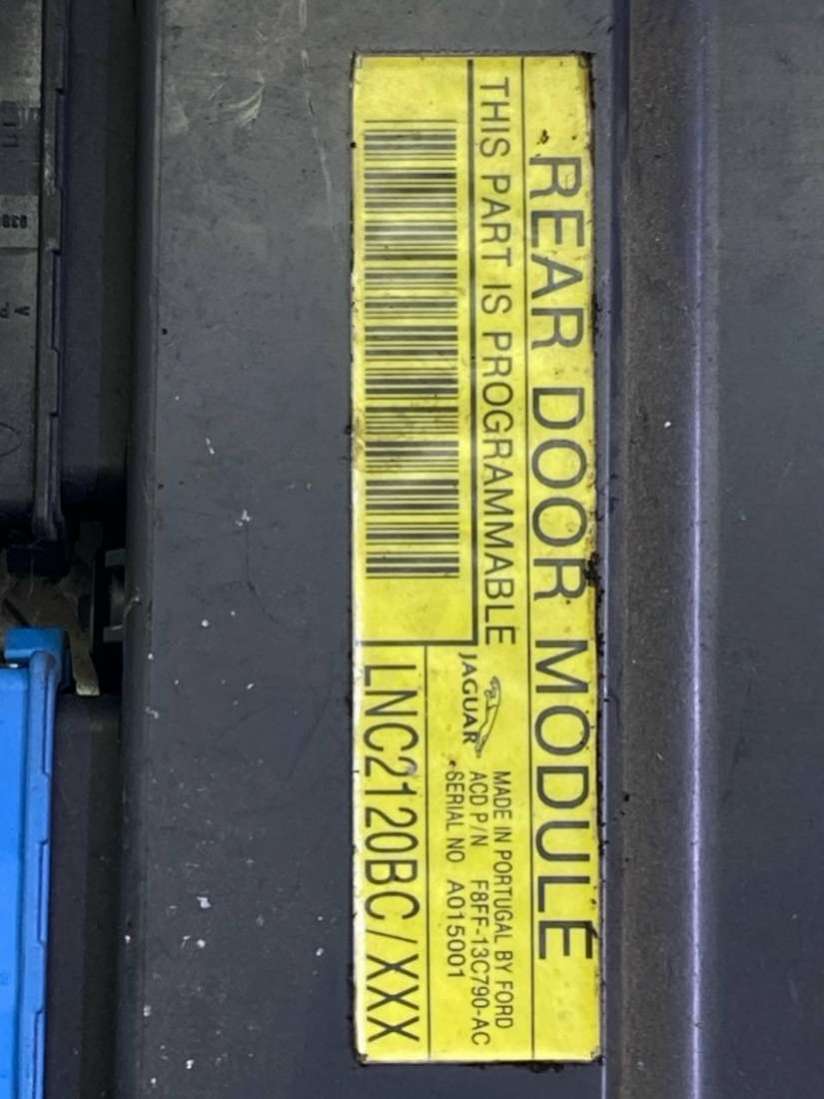 REAR DOOR MODULE
THIS PART IS PROGRAMMABLE
JAGUAR
MADE IN PORTUGAL BY FORD
ACD P/N F8FF-13C790-AC
SERIAL NO A015001
LNC2120BC/XXX